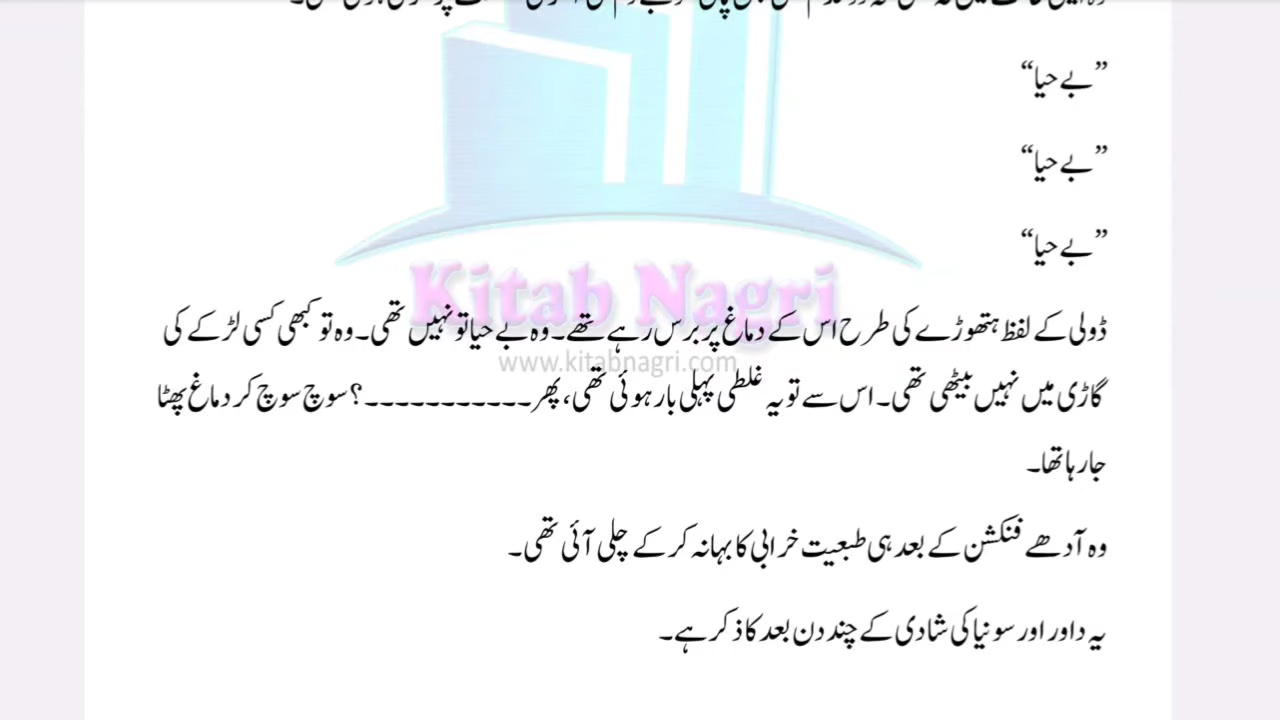 ”بے حیا“
”بے حیا“
”بے حیا“
Kitab Nagri
ڈولی کے لفظ ہتھوڑے کی طرح اس کے دماغ پر برس رہے تھے۔ وہ بے حیا تو نہیں تھی۔ وہ تو کبھی کسی لڑکے کی
www.kitabnagri.com
گاڑی میں نہیں بیٹھی تھی۔ اس سے تو یہ غلطی پہلی بار ہوئی تھی، پھر۔۔۔۔۔۔۔۔۔۔۔؟ سوچ سوچ کر دماغ پھٹا
جا رہا تھا۔
وہ آدھے فنکشن کے بعد ہی طبعیت خرابی کا بہانہ کر کے چلی آئی تھی۔
یہ داور اور سونیا کی شادی کے چند دن بعد کا ذکر ہے۔